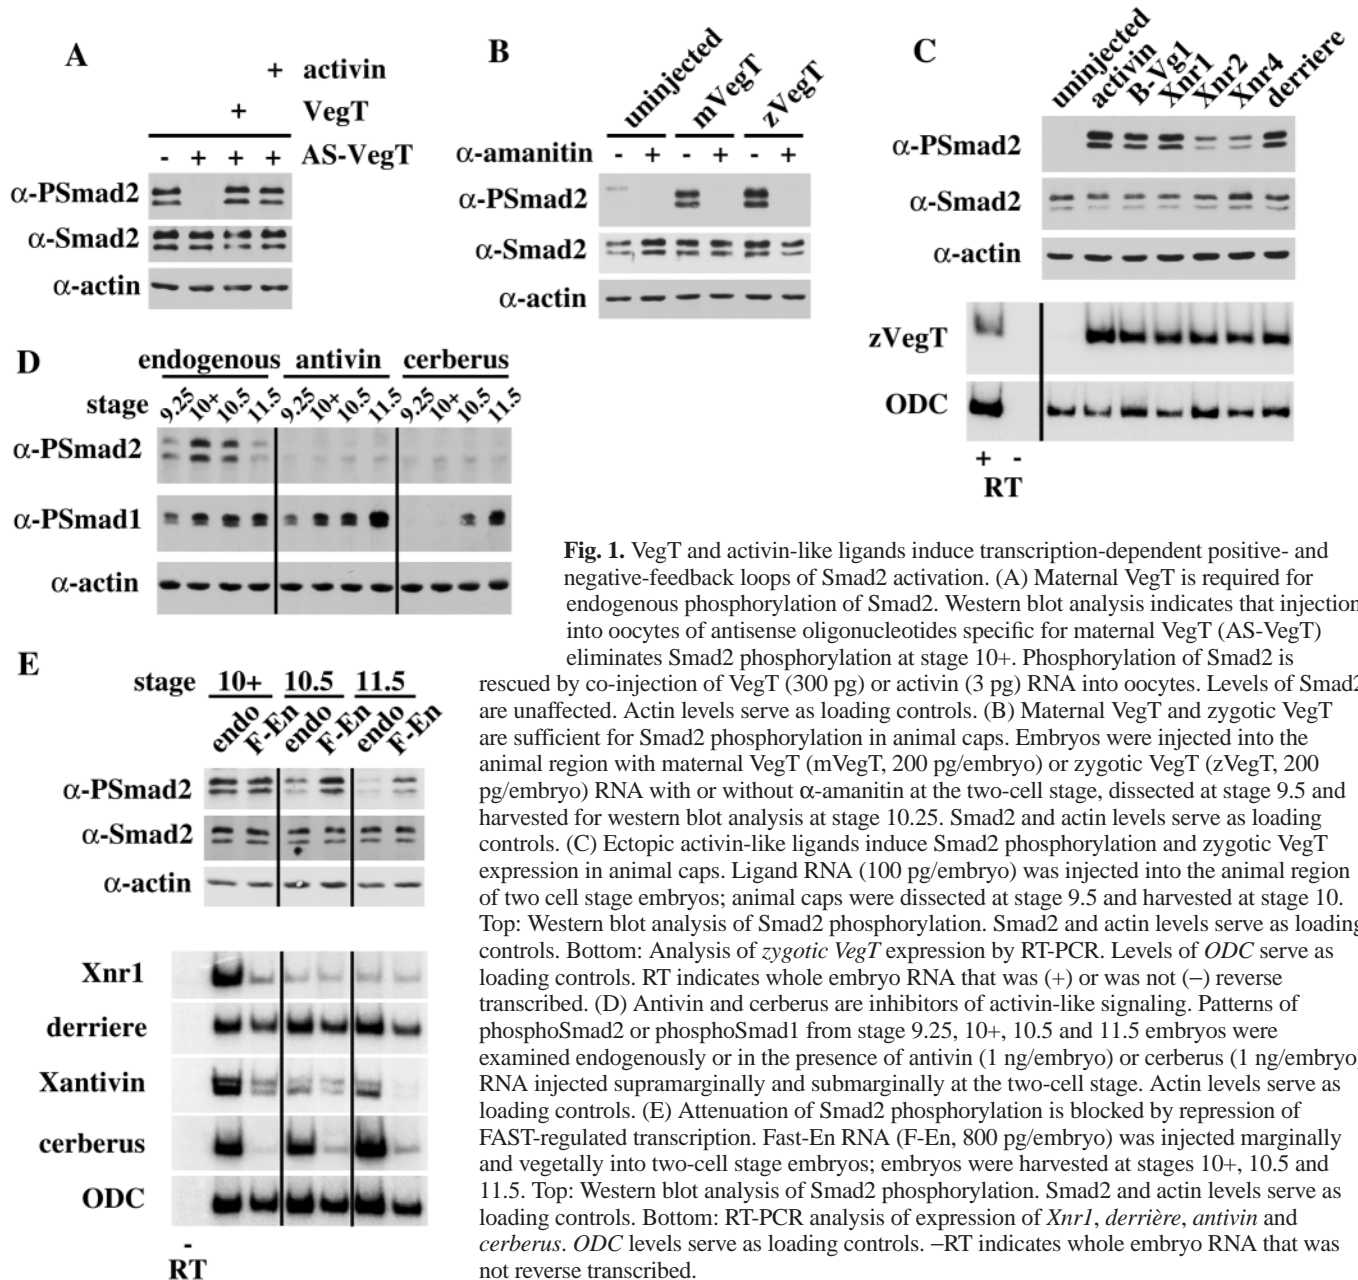 A
+ activin
+ VegT
- + + + AS-VegT
α-PSmad2
α-Smad2
α-actin
B
uninjected mVegT zVegT
α-amanitin - + - + - +
α-PSmad2
α-Smad2
α-actin
C
uninjected activin B-Vg1 Xnr1 Xnr2 Xnr4 derriere
α-PSmad2
α-Smad2
α-actin
zVegT
ODC
+ -
RT
D
endogenous antivin cerberus
stage 9.25 10+ 10.5 11.5 9.25 10+ 10.5 11.5 9.25 10+ 10.5 11.5
α-PSmad2
α-PSmad1
α-actin
E
stage 10+ 10.5 11.5
endo F-En endo F-En endo F-En
α-PSmad2
α-Smad2
α-actin
Xnr1
derriere
Xantivin
cerberus
ODC
-
RT
Fig. 1. VegT and activin-like ligands induce transcription-dependent positive- and
negative-feedback loops of Smad2 activation. (A) Maternal VegT is required for
endogenous phosphorylation of Smad2. Western blot analysis indicates that injection
into oocytes of antisense oligonucleotides specific for maternal VegT (AS-VegT)
eliminates Smad2 phosphorylation at stage 10+. Phosphorylation of Smad2 is
rescued by co-injection of VegT (300 pg) or activin (3 pg) RNA into oocytes. Levels of Smad2
are unaffected. Actin levels serve as loading controls. (B) Maternal VegT and zygotic VegT
are sufficient for Smad2 phosphorylation in animal caps. Embryos were injected into the
animal region with maternal VegT (mVegT, 200 pg/embryo) or zygotic VegT (zVegT, 200
pg/embryo) RNA with or without α-amanitin at the two-cell stage, dissected at stage 9.5 and
harvested for western blot analysis at stage 10.25. Smad2 and actin levels serve as loading
controls. (C) Ectopic activin-like ligands induce Smad2 phosphorylation and zygotic VegT
expression in animal caps. Ligand RNA (100 pg/embryo) was injected into the animal region
of two cell stage embryos; animal caps were dissected at stage 9.5 and harvested at stage 10.
Top: Western blot analysis of Smad2 phosphorylation. Smad2 and actin levels serve as loading
controls. Bottom: Analysis of zygotic VegT expression by RT-PCR. Levels of ODC serve as
loading controls. RT indicates whole embryo RNA that was (+) or was not (−) reverse
transcribed. (D) Antivin and cerberus are inhibitors of activin-like signaling. Patterns of
phosphoSmad2 or phosphoSmad1 from stage 9.25, 10+, 10.5 and 11.5 embryos were
examined endogenously or in the presence of antivin (1 ng/embryo) or cerberus (1 ng/embryo)
RNA injected supramarginally and submarginally at the two-cell stage. Actin levels serve as
loading controls. (E) Attenuation of Smad2 phosphorylation is blocked by repression of
FAST-regulated transcription. Fast-En RNA (F-En, 800 pg/embryo) was injected marginally
and vegetally into two-cell stage embryos; embryos were harvested at stages 10+, 10.5 and
11.5. Top: Western blot analysis of Smad2 phosphorylation. Smad2 and actin levels serve as
loading controls. Bottom: RT-PCR analysis of expression of Xnr1, derrière, antivin and
cerberus. ODC levels serve as loading controls. −RT indicates whole embryo RNA that was
not reverse transcribed.